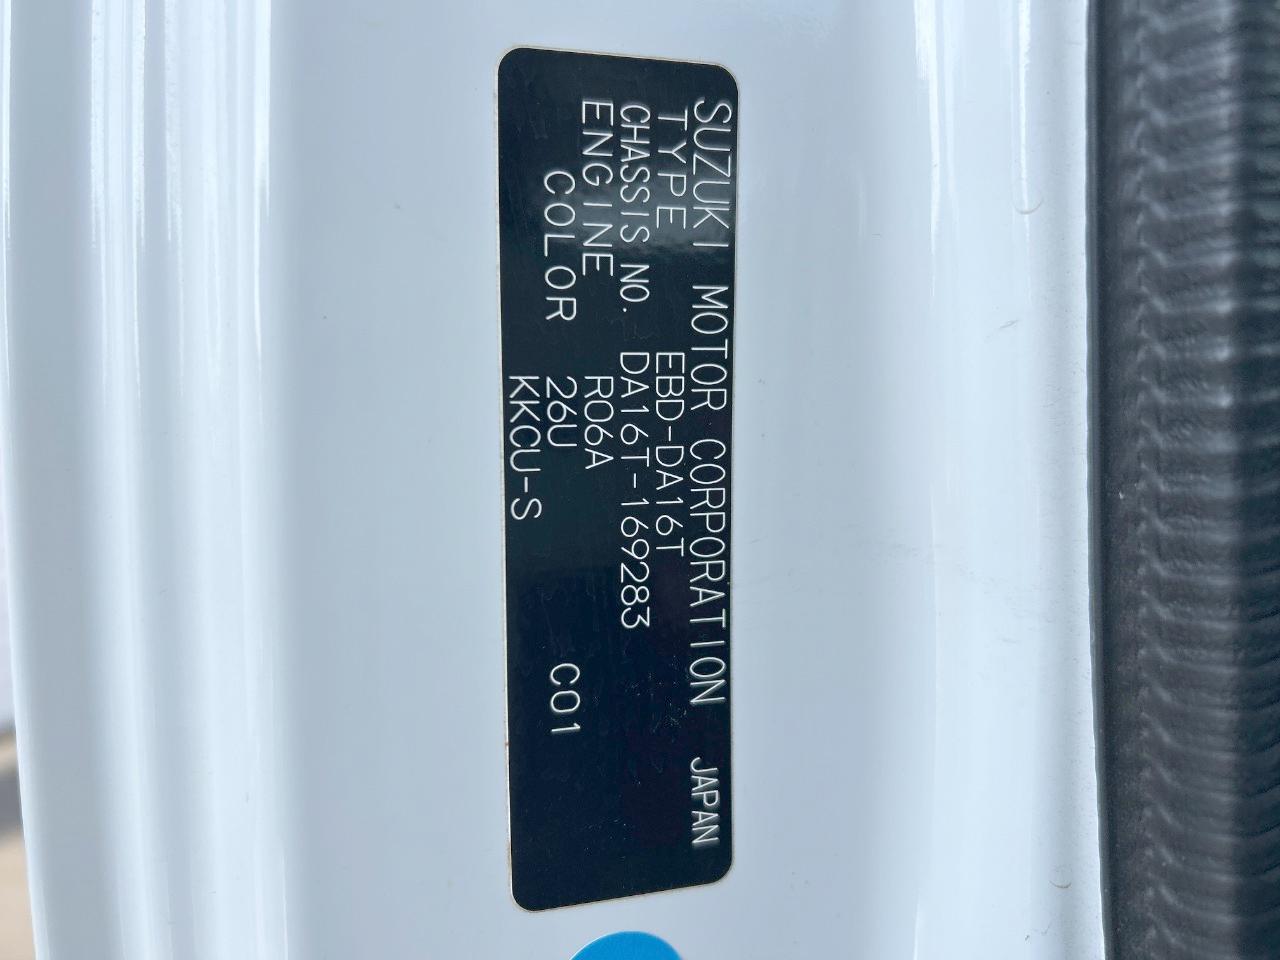 SUZUKI MOTOR CORPORATION JAPAN
TYPE EBD-DA16T
CHASSIS NO. DA16T-169283
ENGINE R06A
COLOR 26U C01
KKCU-S